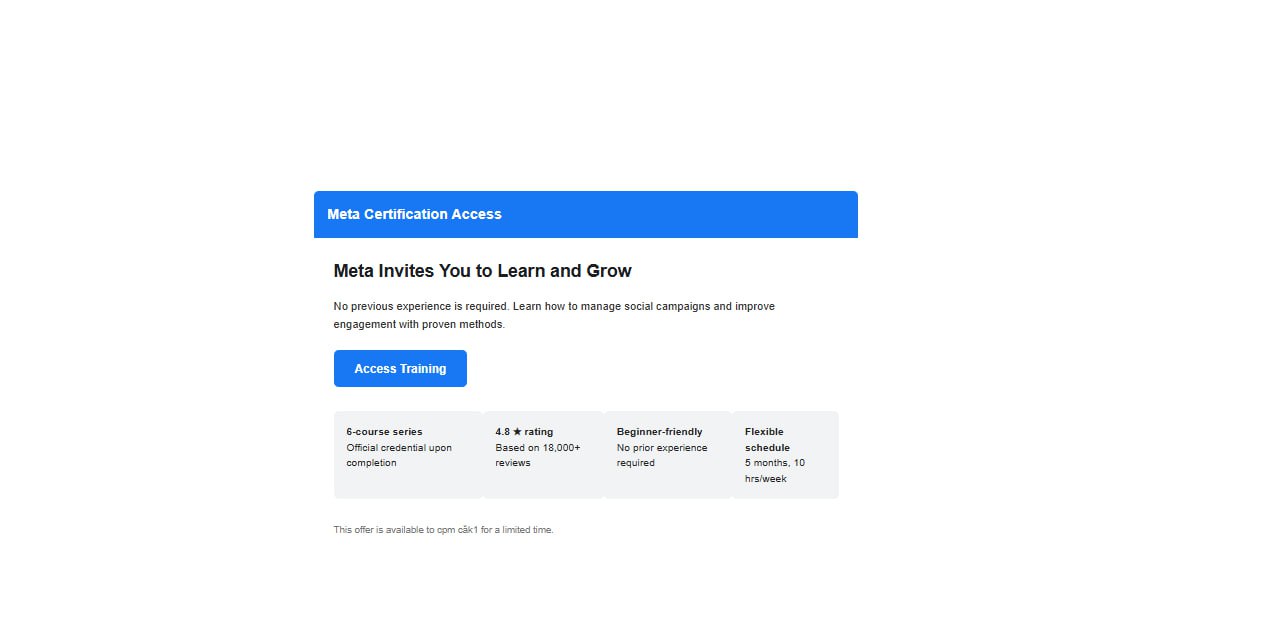 Meta Certification Access
Meta Invites You to Learn and Grow
No previous experience is required. Learn how to manage social campaigns and improve
engagement with proven methods.
Access Training
6-course series
Official credential upon
completion
4.8 ★ rating
Based on 18,000+
reviews
Beginner-friendly
No prior experience
required
Flexible
schedule
5 months, 10
hrs/week
This offer is available to cpm cǎk1 for a limited time.